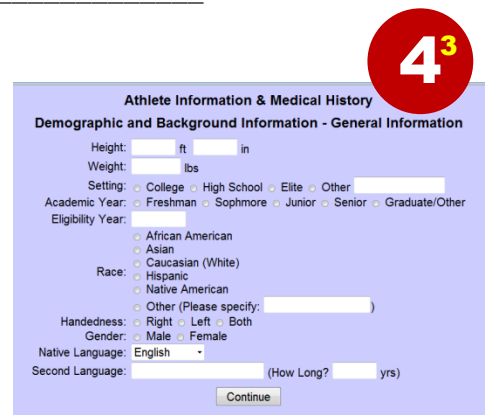 4³
Athlete Information & Medical History
Demographic and Background Information - General Information
Height: ft in
Weight: lbs
Setting: College High School Elite Other
Academic Year: Freshman Sophmore Junior Senior Graduate/Other
Eligibility Year:
African American
Asian
Caucasian (White)
Race: Hispanic
Native American
Other (Please specify: )
Handedness: Right Left Both
Gender: Male Female
Native Language: English
Second Language: (How Long? yrs)
Continue